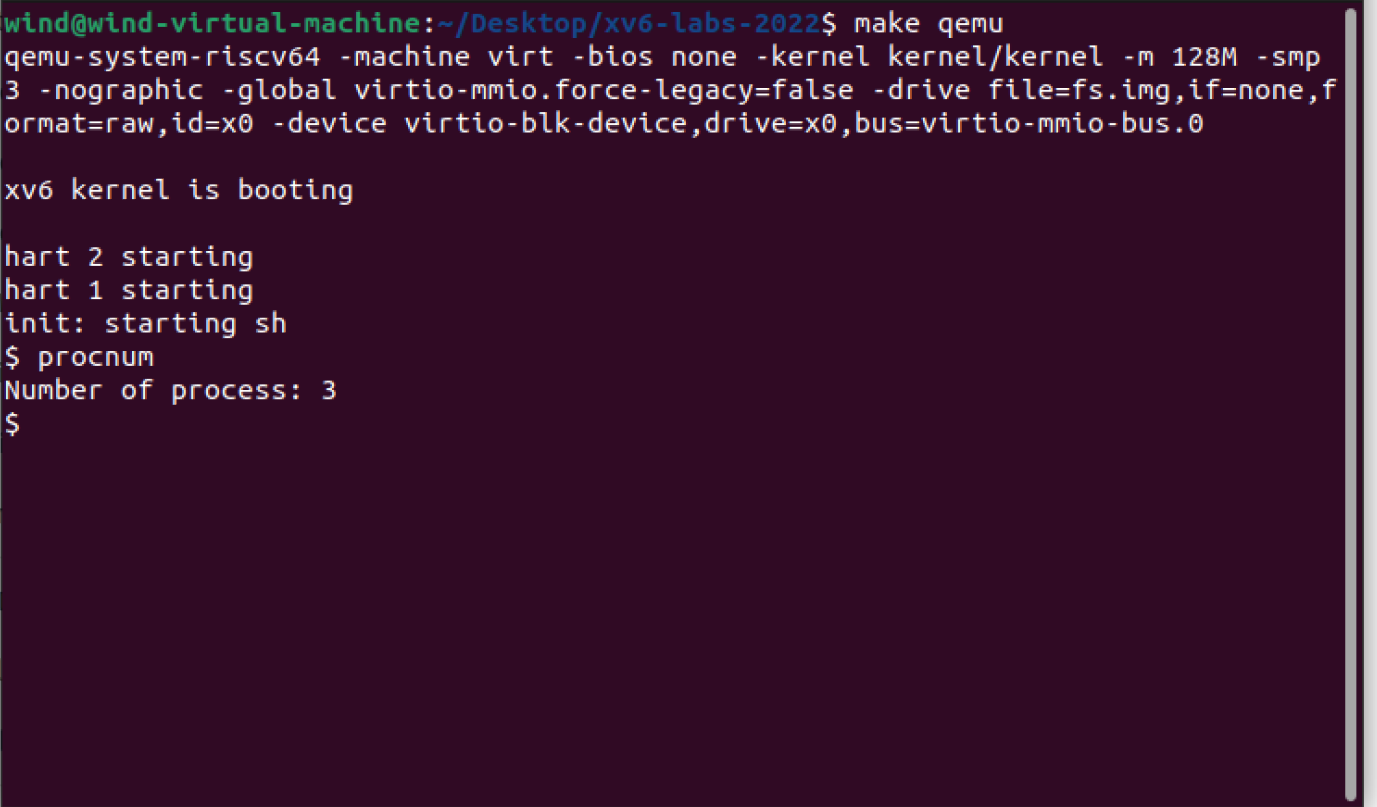 wind@wind-virtual-machine:~/Desktop/xv6-labs-2022$ make qemu
qemu-system-riscv64 -machine virt -bios none -kernel kernel/kernel -m 128M -smp
3 -nographic -global virtio-mmio.force-legacy=false -drive file=fs.img,if=none,f
ormat=raw,id=x0 -device virtio-blk-device,drive=x0,bus=virtio-mmio-bus.0
xv6 kernel is booting
hart 2 starting
hart 1 starting
init: starting sh
$ procnum
Number of process: 3
$